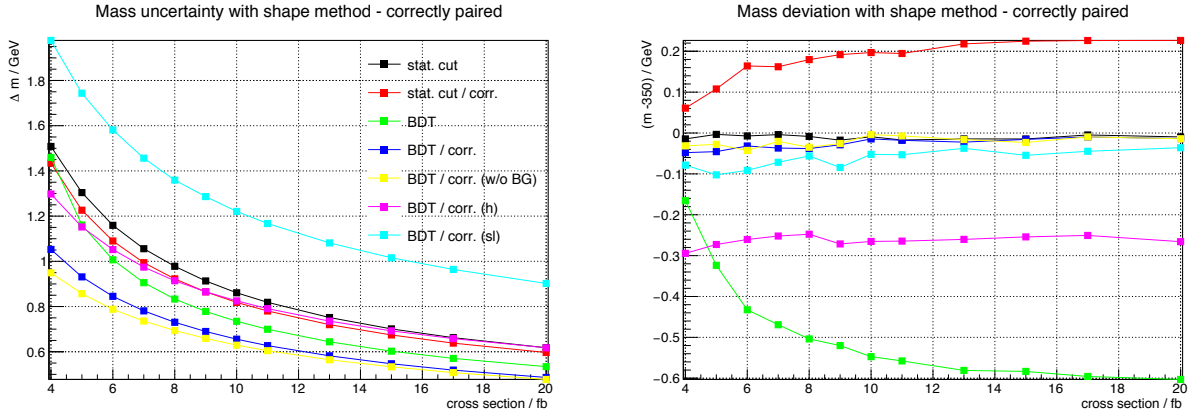 Mass uncertainty with shape method - correctly paired
Δ m / GeV
1.8
1.6
1.4
1.2
1
0.8
0.6
4
6
8
10
12
14
16
18
20
cross section / fb
stat. cut
stat. cut / corr.
BDT
BDT / corr.
BDT / corr. (w/o BG)
BDT / corr. (h)
BDT / corr. (sl)
Mass deviation with shape method - correctly paired
(m -350) / GeV
0.2
0.1
0
−0.1
−0.2
−0.3
−0.4
−0.5
−0.6
4
6
8
10
12
14
16
18
20
cross section / fb